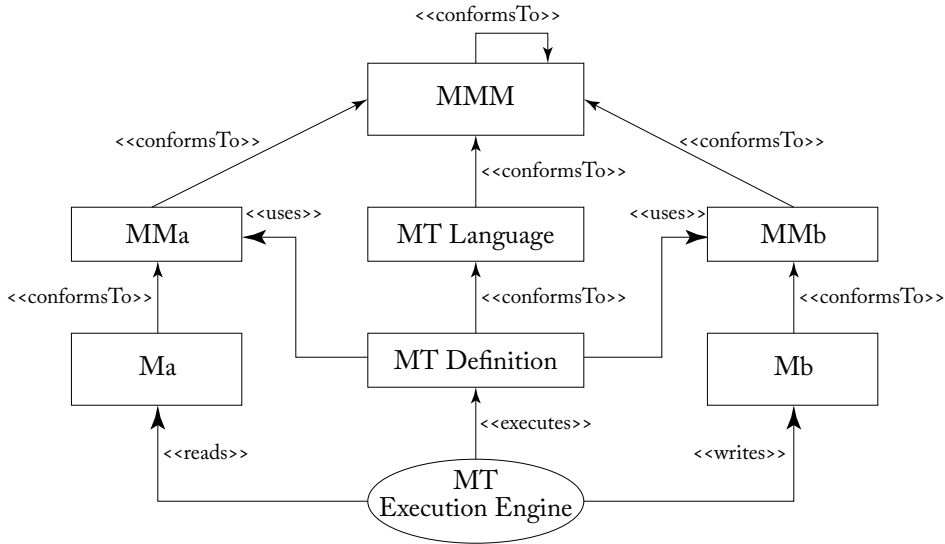 <<conformsTo>>
MMM
<<conformsTo>>
<<conformsTo>>
<<conformsTo>>
<<uses>>
<<uses>>
MMa
MT Language
MMb
<<conformsTo>>
<<conformsTo>>
<<conformsTo>>
Ma
MT Definition
Mb
<<executes>>
<<reads>>
<<writes>>
MT
Execution Engine